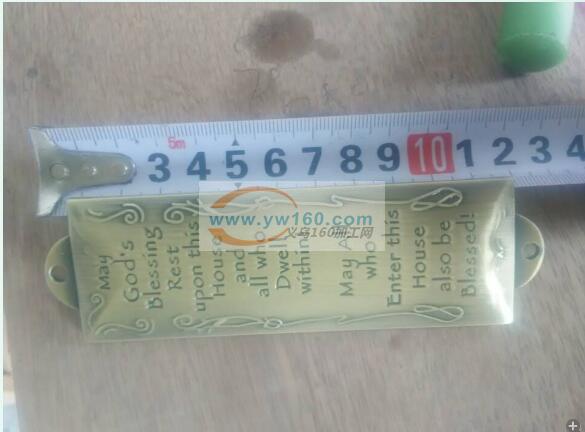 5m
3 4 5 6 7 8 9 10 1 2 3 4
www.yw160.com
义乌160饰工网
May
God's
Blessing
Rest
upon this
House
and
all who
Dwell
within
May A
who
Enter this
House
also be
Blessed!